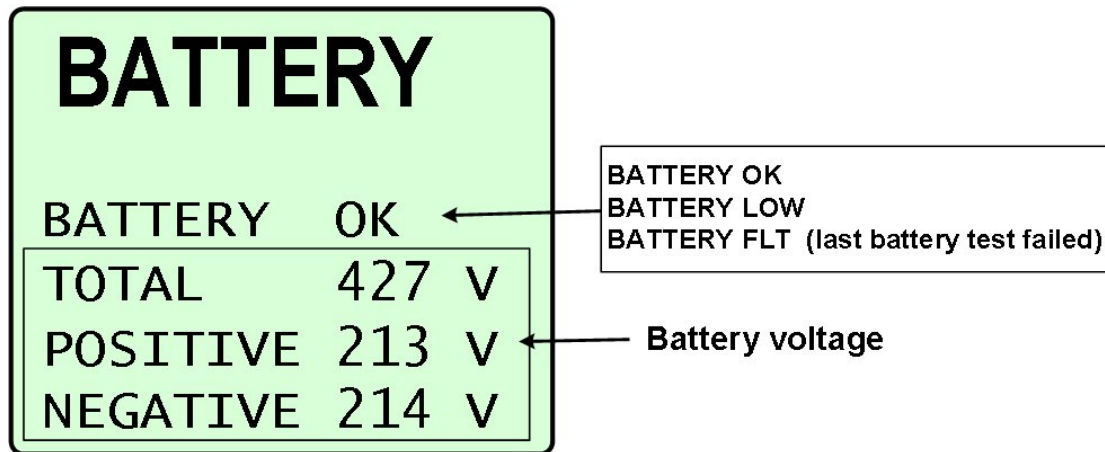 BATTERY
BATTERY OK
TOTAL 427 V
POSITIVE 213 V
NEGATIVE 214 V
BATTERY OK
BATTERY LOW
BATTERY FLT (last battery test failed)
Battery voltage